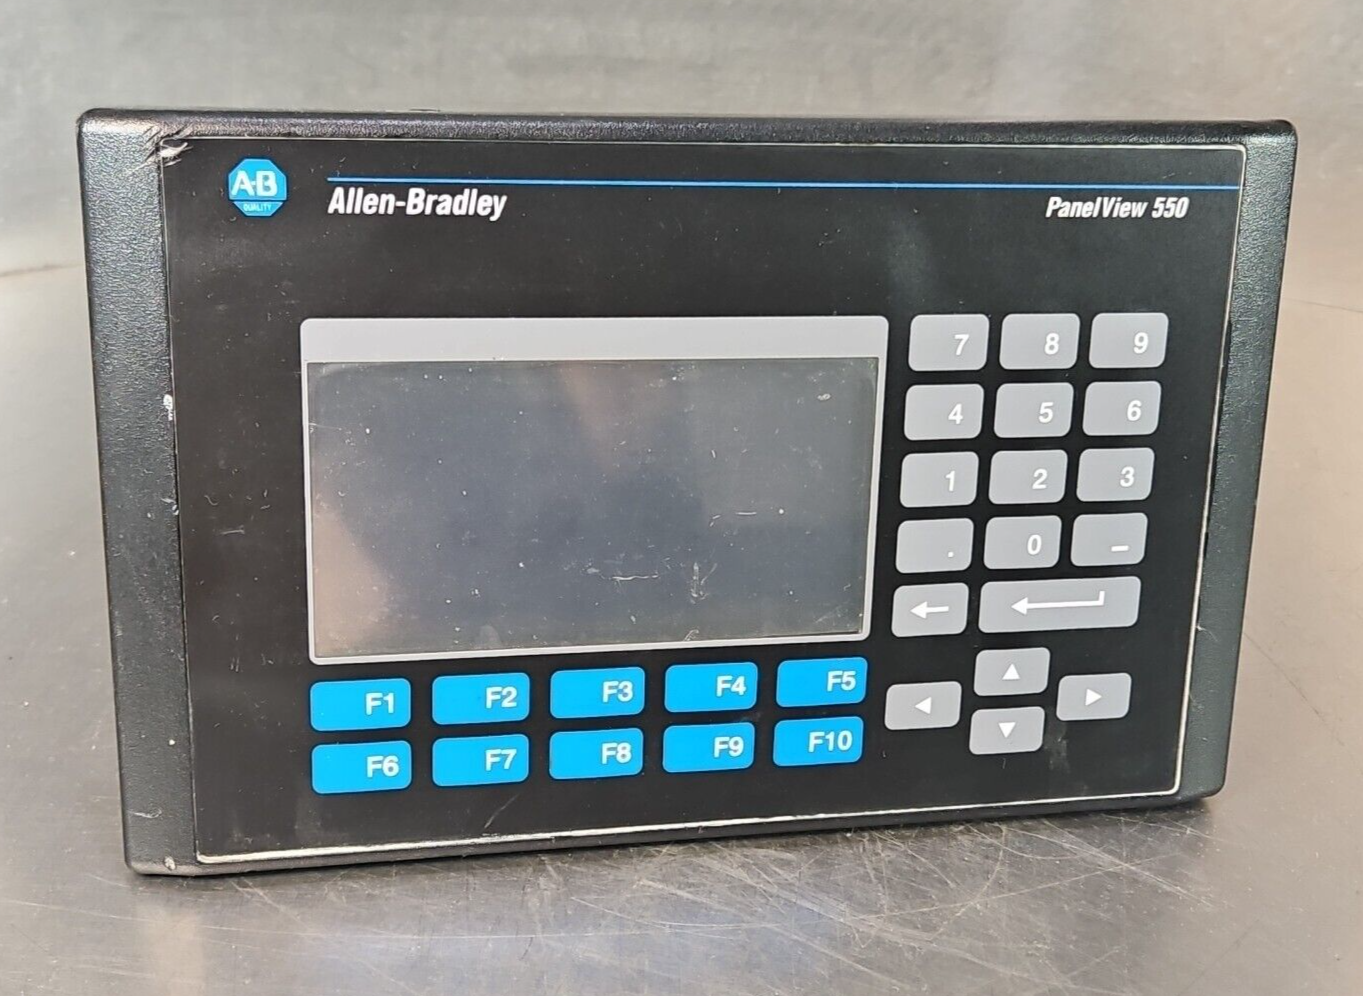 A-B
QUALITY
Allen-Bradley
PanelView 550
7 8 9
4 5 6
1 2 3
. 0 –
F1 F2 F3 F4 F5
F6 F7 F8 F9 F10